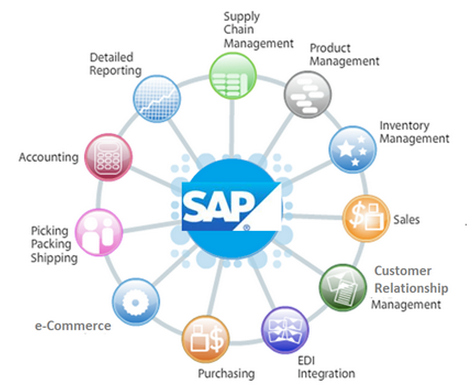 Supply
Chain
Management
Product
Management
Detailed
Reporting
Inventory
Management
Accounting
SAP®
Sales
Picking
Packing
Shipping
Customer
Relationship
Management
e-Commerce
Purchasing
EDI
Integration